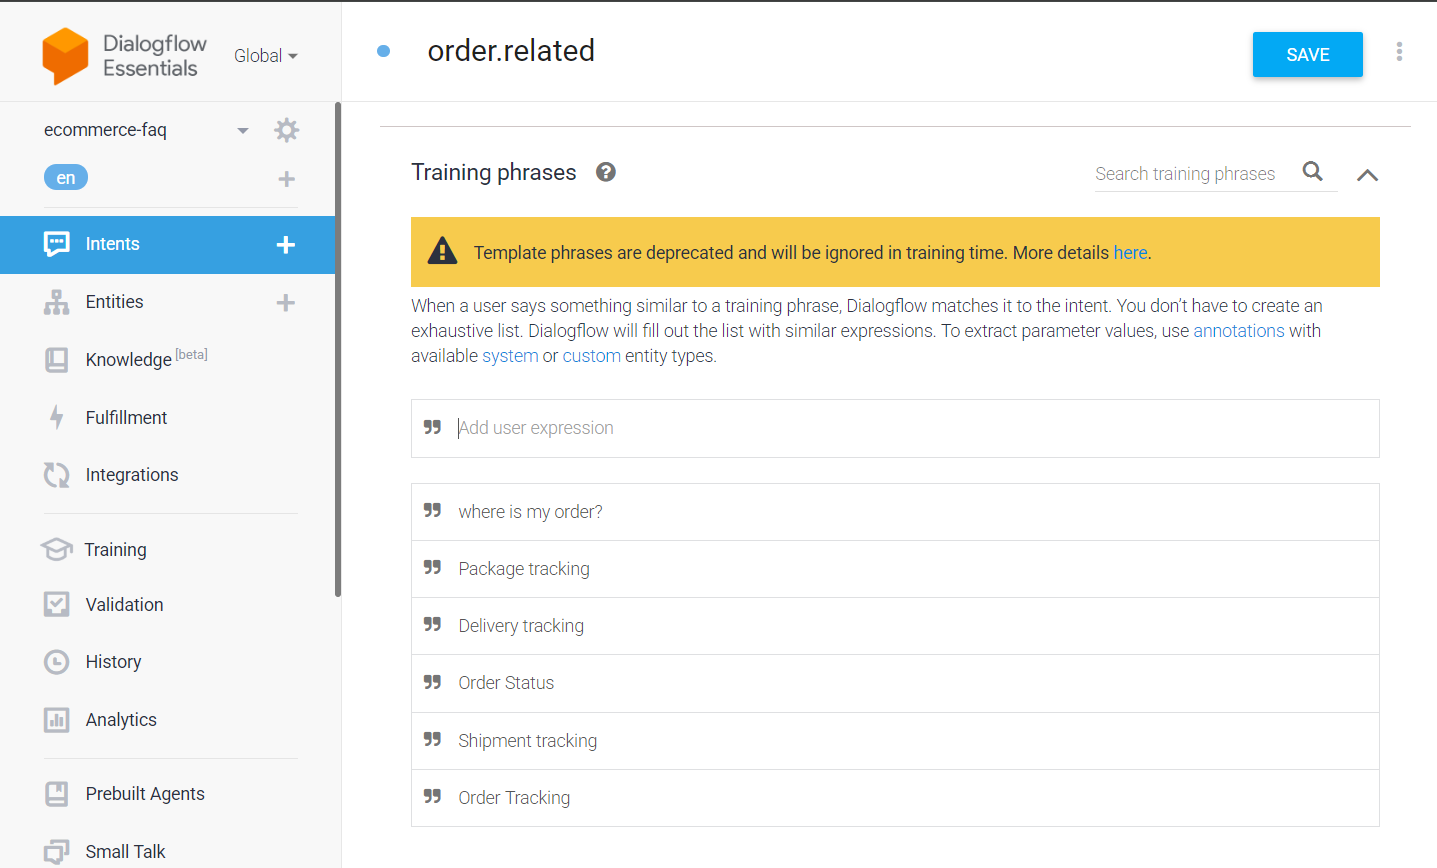 Dialogflow
Essentials
Global
order.related
SAVE
ecommerce-faq
en
Intents
Entities
Knowledge [beta]
Fulfillment
Integrations
Training
Validation
History
Analytics
Prebuilt Agents
Small Talk
Training phrases
Search training phrases
Template phrases are deprecated and will be ignored in training time. More details here.
When a user says something similar to a training phrase, Dialogflow matches it to the intent. You don’t have to create an
exhaustive list. Dialogflow will fill out the list with similar expressions. To extract parameter values, use annotations with
available system or custom entity types.
Add user expression
where is my order?
Package tracking
Delivery tracking
Order Status
Shipment tracking
Order Tracking